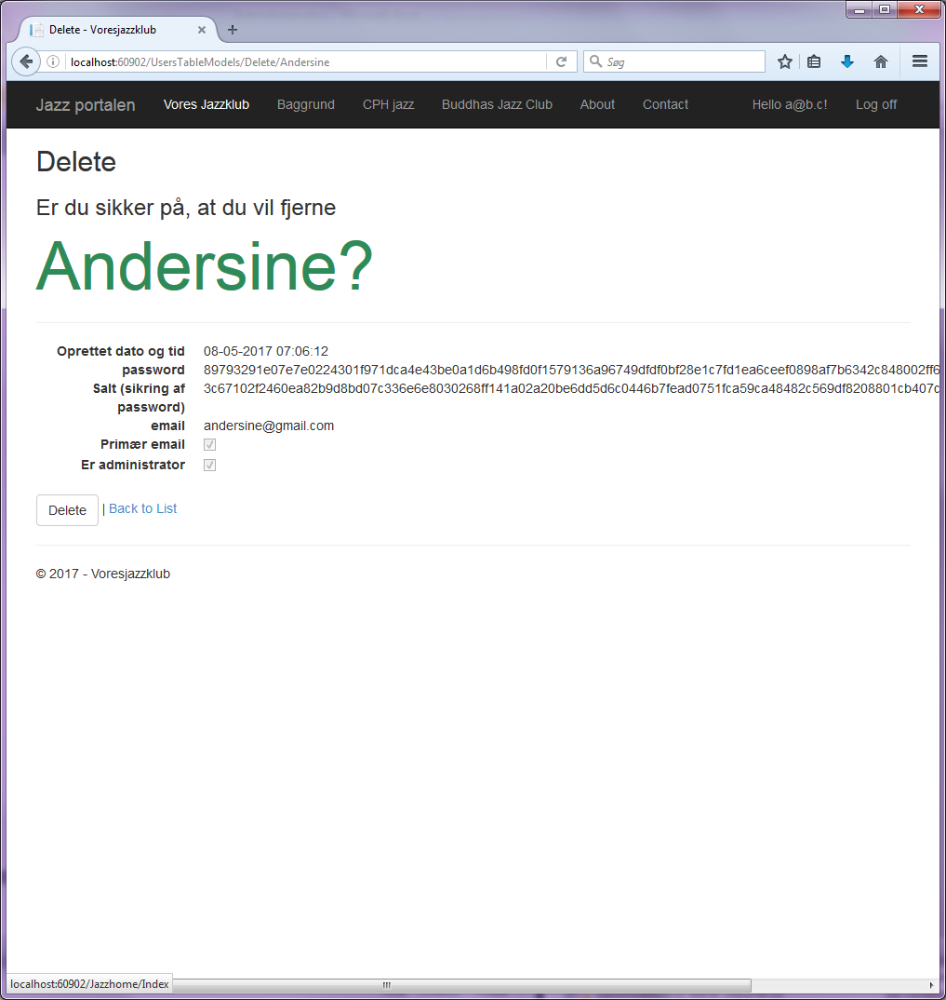 Delete - Voresjazzklub
localhost:60902/UsersTableModels/Delete/Andersine
Søg
Jazz portalen Vores Jazzklub Baggrund CPH jazz Buddhas Jazz Club About Contact Hello a@b.c! Log off
Delete
Er du sikker på, at du vil fjerne
Andersine?
Oprettet dato og tid 08-05-2017 07:06:12
password 89793291e07e7e0224301f971dca4e43be0a1d6b498fd0f1579136a96749dfdf0bf28e1c7fd1ea6ceef0898af7b6342c848002ff6
Salt (sikring af 3c67102f2460ea82b9d8bd07c336e6e8030268ff141a02a20be6dd5d6c0446b7fead0751fca59ca48482c569df8208801cb407c
password)
email andersine@gmail.com
Primær email
Er administrator
Delete | Back to List
© 2017 - Voresjazzklub
localhost:60902/Jazzhome/Index